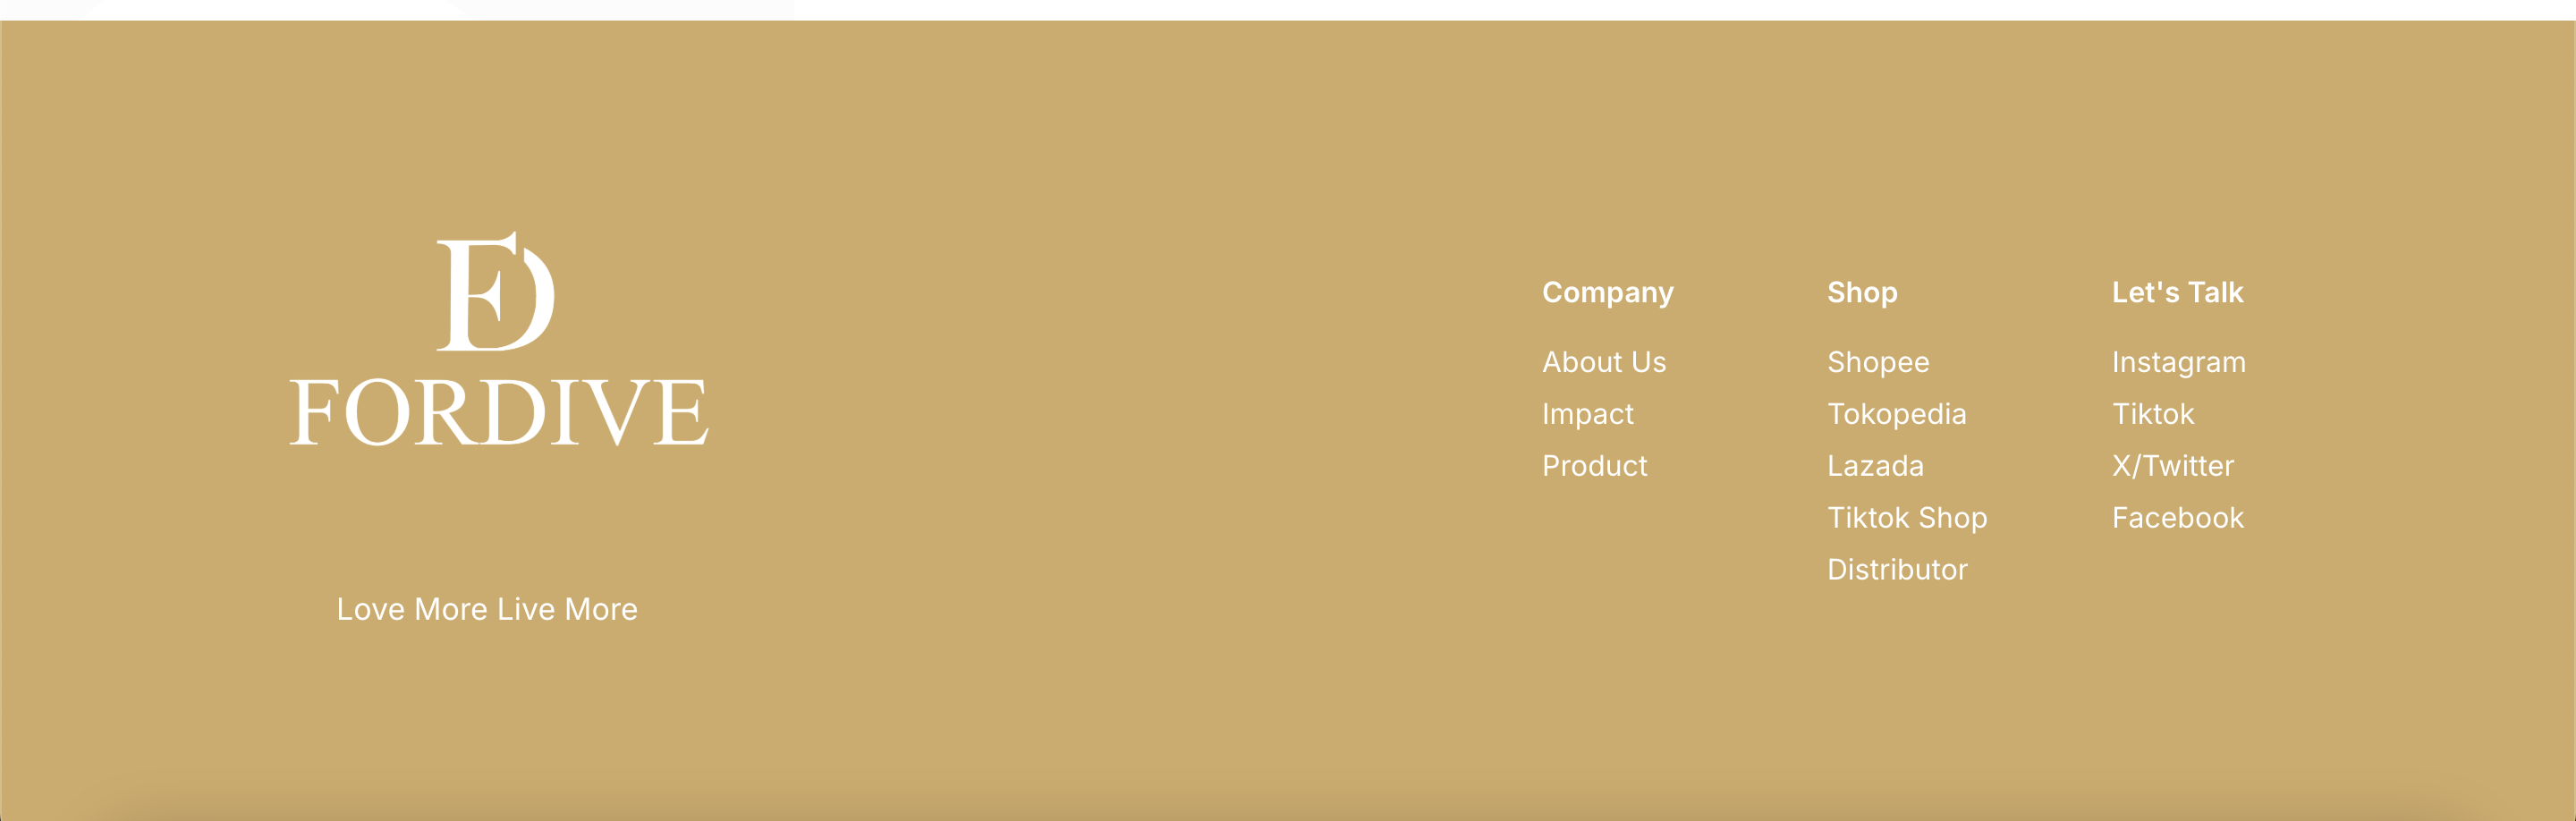 FD
FORDIVE
Love More Live More
Company
About Us
Impact
Product
Shop
Shopee
Tokopedia
Lazada
Tiktok Shop
Distributor
Let's Talk
Instagram
Tiktok
X/Twitter
Facebook